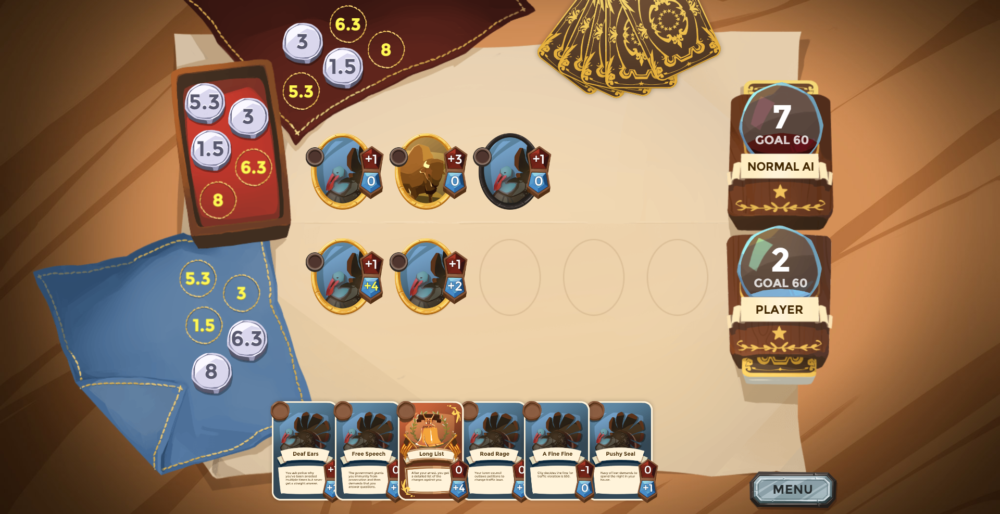 6.3
3
8
1.5
5.3
5.3
3
1.5
6.3
8
+1
0
+3
0
+1
0
7
GOAL 60
NORMAL AI
+1
+4
+1
+2
2
GOAL 60
PLAYER
5.3
3
1.5
6.3
8
Deaf Ears
You ask police why
you've been arrested
multiple times but never
get a straight answer.
Free Speech
The government grants
you immunity from
prosecution and then
demands that you
answer questions.
0
Long List
After your arrest, you get
a detailed list of the
charges against you.
0
+4
Road Rage
Your town council
outlaws petitions to
change traffic laws.
0
A Fine Fine
City decides the fine for
traffic violation is $50.
-1
0
Pushy Seal
Navy officer demands to
spend the night in your
house.
0
+1
MENU